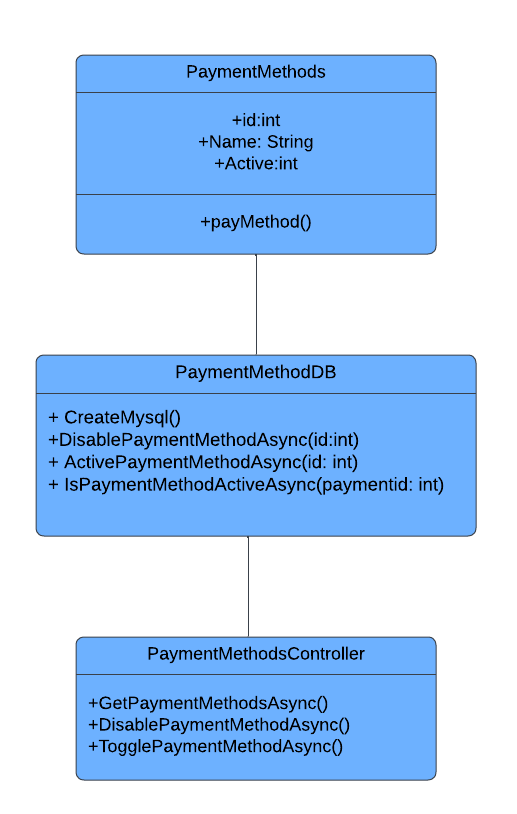 PaymentMethods
+id:int
+Name: String
+Active:int
+payMethod()
PaymentMethodDB
+ CreateMysql()
+DisablePaymentMethodAsync(id:int)
+ ActivePaymentMethodAsync(id: int)
+ IsPaymentMethodActiveAsync(paymentid: int)
PaymentMethodsController
+GetPaymentMethodsAsync()
+DisablePaymentMethodAsync()
+TogglePaymentMethodAsync()